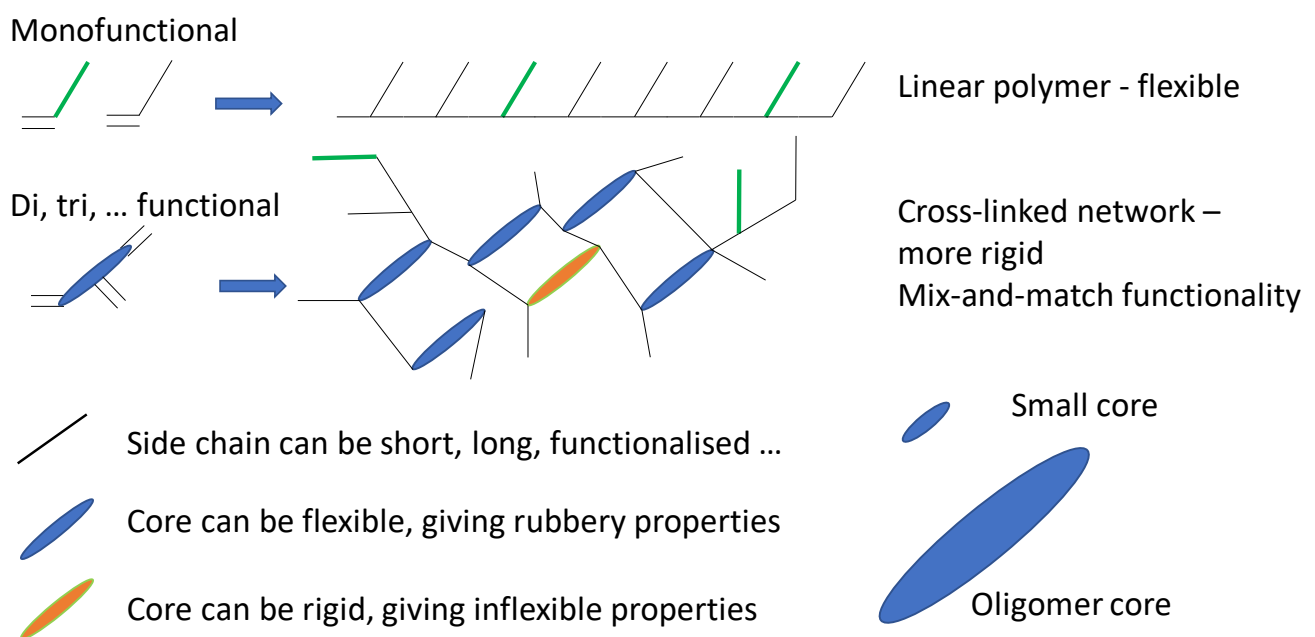 Monofunctional
Linear polymer - flexible
Di, tri, … functional
Cross-linked network –
more rigid
Mix-and-match functionality
Small core
Side chain can be short, long, functionalised …
Core can be flexible, giving rubbery properties
Core can be rigid, giving inflexible properties
Oligomer core